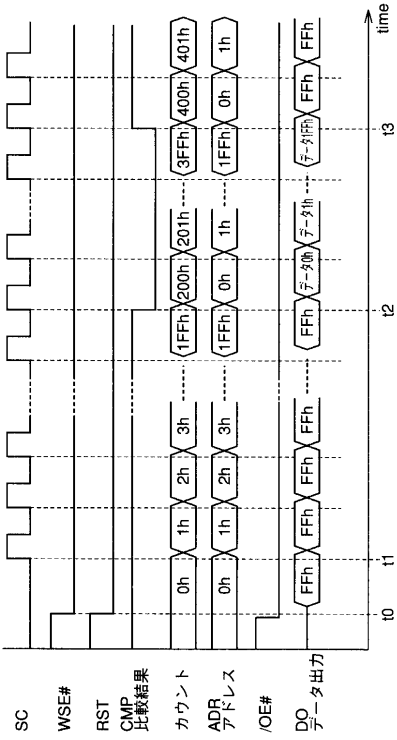 SC
WSE#
RST
CMP
比較結果
カウント 0h 1h 2h 3h 1FFh 200h 201h 3FFh 400h 401h
ADR
アドレス 0h 1h 2h 3h 1FFh 0h 1h 1FFh 0h 1h
/OE#
DO
データ出力 FFh FFh FFh FFh FFh データ0h データ1h データ1FFh FFh FFh
t0 t1 t2 t3 time